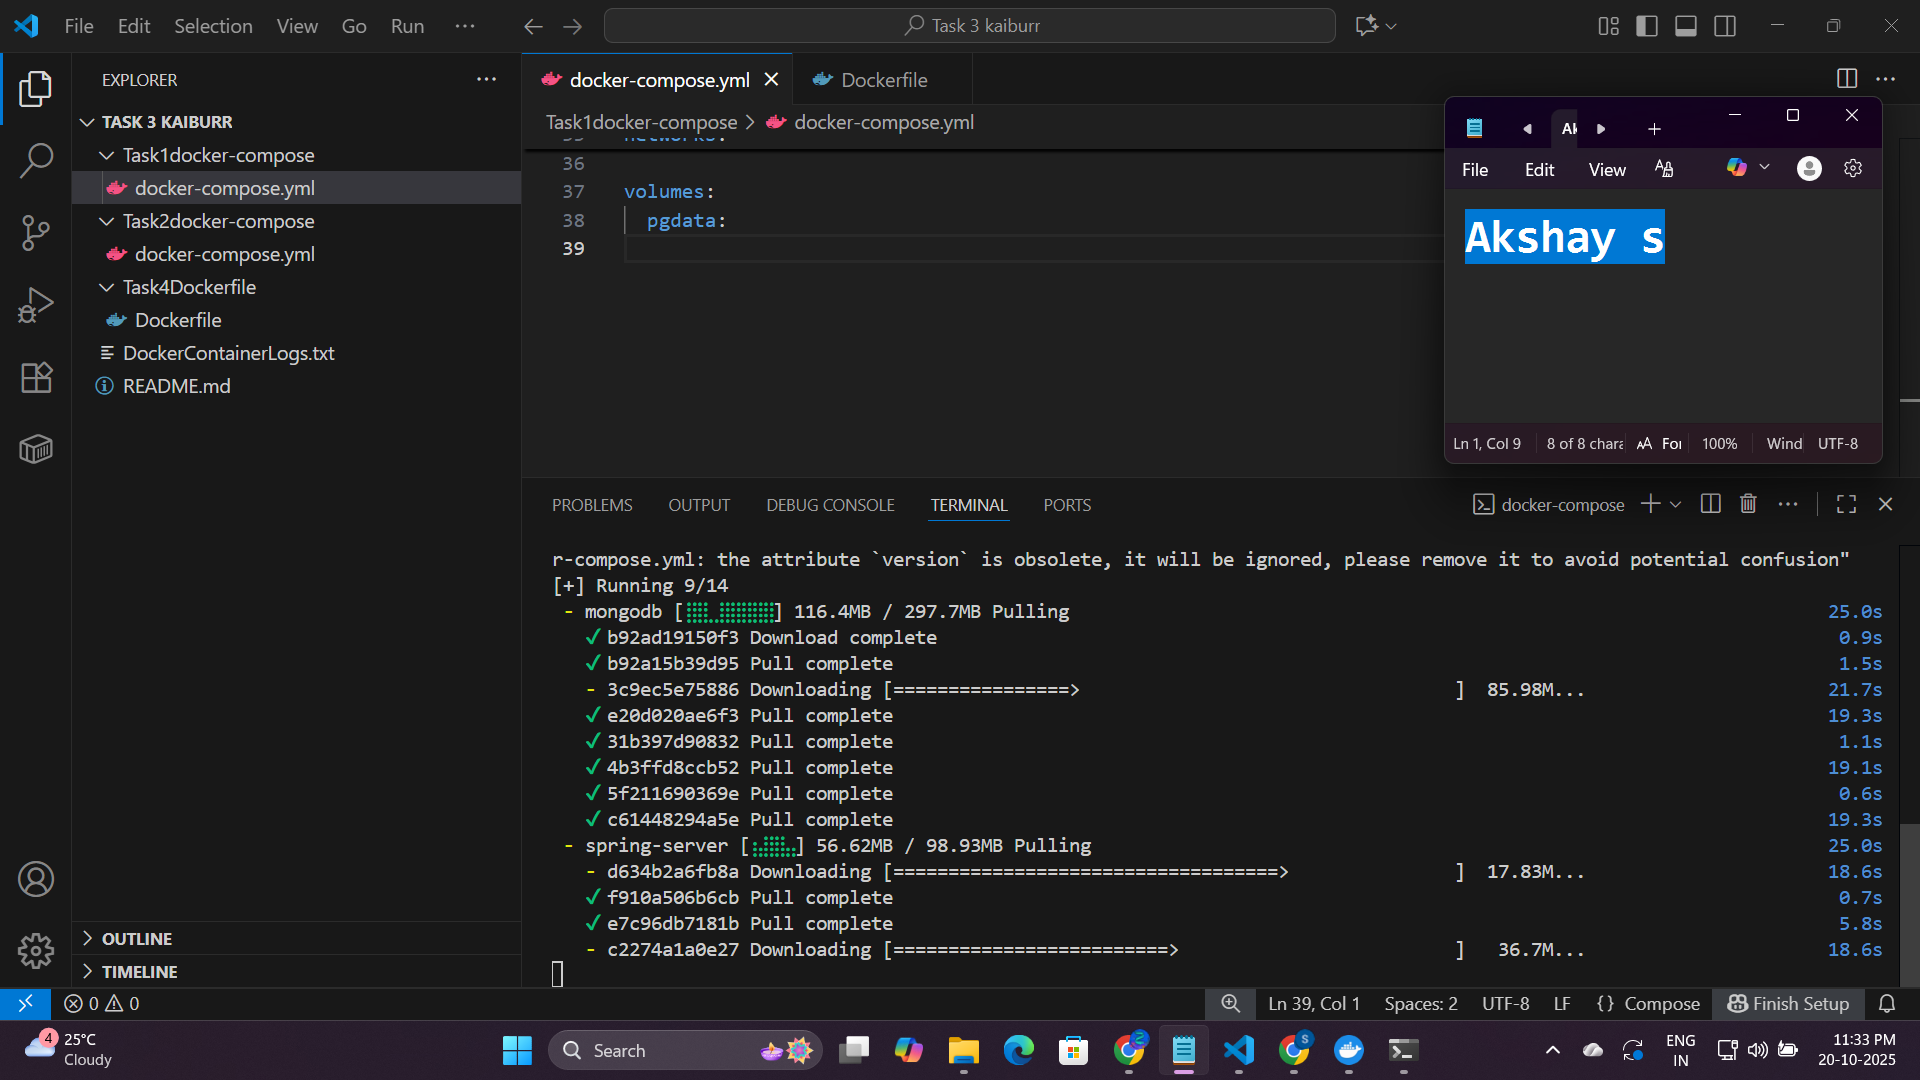 File Edit Selection View Go Run ···
Task 3 kaiburr
EXPLORER
TASK 3 KAIBURR
Task1docker-compose
docker-compose.yml
Task2docker-compose
docker-compose.yml
Task4Dockerfile
Dockerfile
DockerContainerLogs.txt
README.md
OUTLINE
TIMELINE
docker-compose.yml Dockerfile
Task1docker-compose > docker-compose.yml
36
37 volumes:
38 pgdata:
39
File Edit View
Akshay s
Ln 1, Col 9 8 of 8 chara For 100% Wind UTF-8
PROBLEMS OUTPUT DEBUG CONSOLE TERMINAL PORTS
docker-compose
r-compose.yml: the attribute `version` is obsolete, it will be ignored, please remove it to avoid potential confusion"
[+] Running 9/14
- mongodb [⣿⣿⣀⣿⣿⣿⣿⣿] 116.4MB / 297.7MB Pulling 25.0s
✓ b92ad19150f3 Download complete 0.9s
✓ b92a15b39d95 Pull complete 1.5s
- 3c9ec5e75886 Downloading [================> ] 85.98M... 21.7s
✓ e20d020ae6f3 Pull complete 19.3s
✓ 31b397d90832 Pull complete 1.1s
✓ 4b3ffd8ccb52 Pull complete 19.1s
✓ 5f211690369e Pull complete 0.6s
✓ c61448294a5e Pull complete 19.3s
- spring-server [⣠⣿⣿⣤] 56.62MB / 98.93MB Pulling 25.0s
- d634b2a6fb8a Downloading [===================================> ] 17.83M... 18.6s
✓ f910a506b6cb Pull complete 0.7s
✓ e7c96db7181b Pull complete 5.8s
- c2274a1a0e27 Downloading [=========================> ] 36.7M... 18.6s
0 0
Ln 39, Col 1 Spaces: 2 UTF-8 LF {} Compose Finish Setup
4 25°C
Cloudy
Search
S
ENG
IN
11:33 PM
20-10-2025